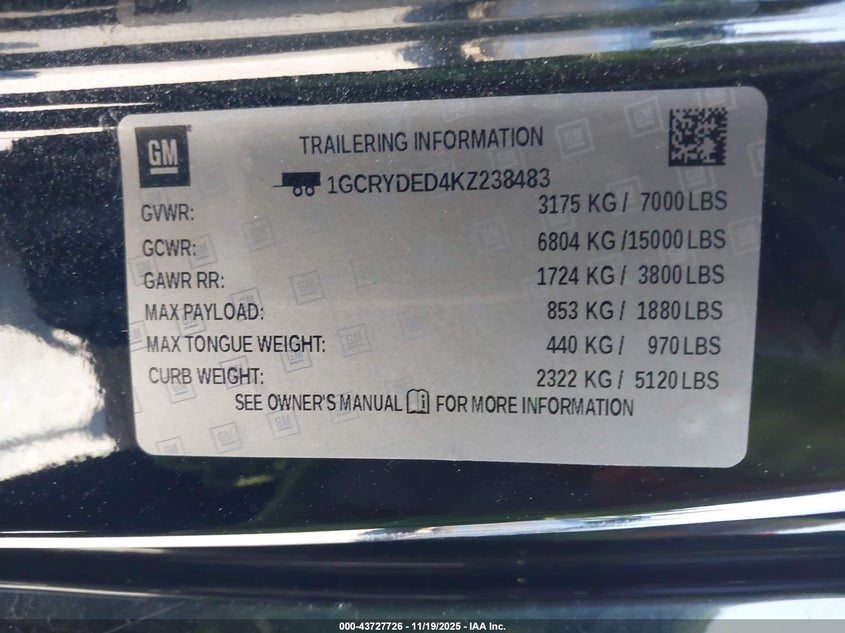 GM
TRAILERING INFORMATION
1GCRYDED4KZ238483
GVWR: 3175 KG / 7000 LBS
GCWR: 6804 KG / 15000 LBS
GAWR RR: 1724 KG / 3800 LBS
MAX PAYLOAD: 853 KG / 1880 LBS
MAX TONGUE WEIGHT: 440 KG / 970 LBS
CURB WEIGHT: 2322 KG / 5120 LBS
SEE OWNER'S MANUAL FOR MORE INFORMATION
000-43727726 - 11/19/2025 - IAA Inc.